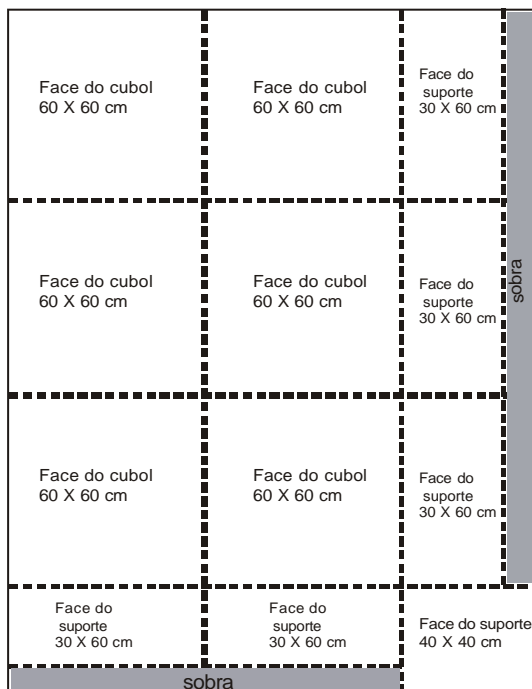 Face do cubol
60 X 60 cm
Face do cubol
60 X 60 cm
Face do
suporte
30 X 60 cm
Face do cubol
60 X 60 cm
Face do cubol
60 X 60 cm
Face do
suporte
30 X 60 cm
sobra
Face do cubol
60 X 60 cm
Face do cubol
60 X 60 cm
Face do
suporte
30 X 60 cm
Face do
suporte
30 X 60 cm
Face do
suporte
30 X 60 cm
Face do suporte
40 X 40 cm
sobra